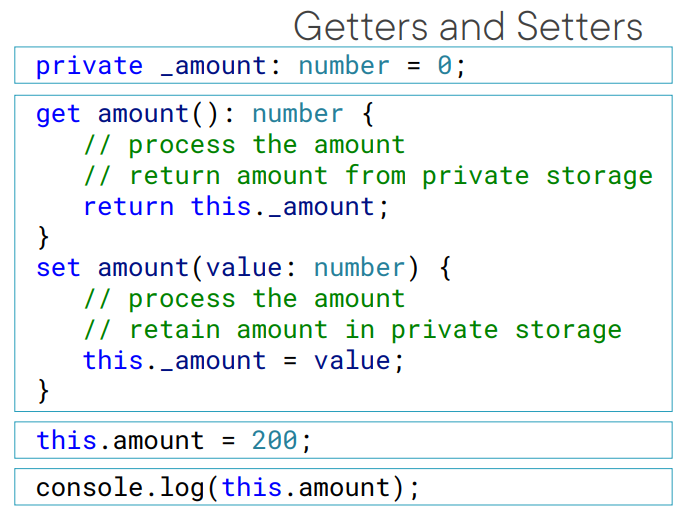 Getters and Setters
private _amount: number = 0;
get amount(): number {
// process the amount
// return amount from private storage
return this._amount;
}
set amount(value: number) {
// process the amount
// retain amount in private storage
this._amount = value;
}
this.amount = 200;
console.log(this.amount);